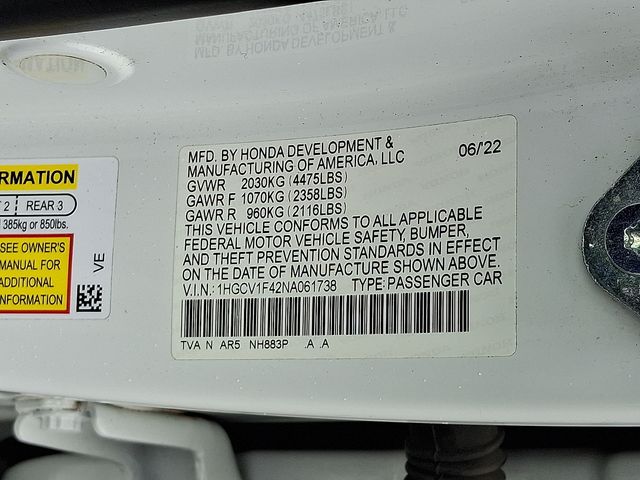 MFD. BY HONDA DEVELOPMENT &
MANUFACTURING OF AMERICA, LLC 06/22
GVWR 2030KG (4475LBS)
GAWR F 1070KG (2358LBS)
GAWR R 960KG (2116LBS)
THIS VEHICLE CONFORMS TO ALL APPLICABLE
FEDERAL MOTOR VEHICLE SAFETY, BUMPER,
AND THEFT PREVENTION STANDARDS IN EFFECT
ON THE DATE OF MANUFACTURE SHOWN ABOVE.
V.I.N.: 1HGCV1F42NA061738 TYPE: PASSENGER CAR
TVA N AR5 NH883P .A .A
RMATION
2 REAR 3
385kg or 850lbs.
SEE OWNER'S
MANUAL FOR
ADDITIONAL
INFORMATION
VE